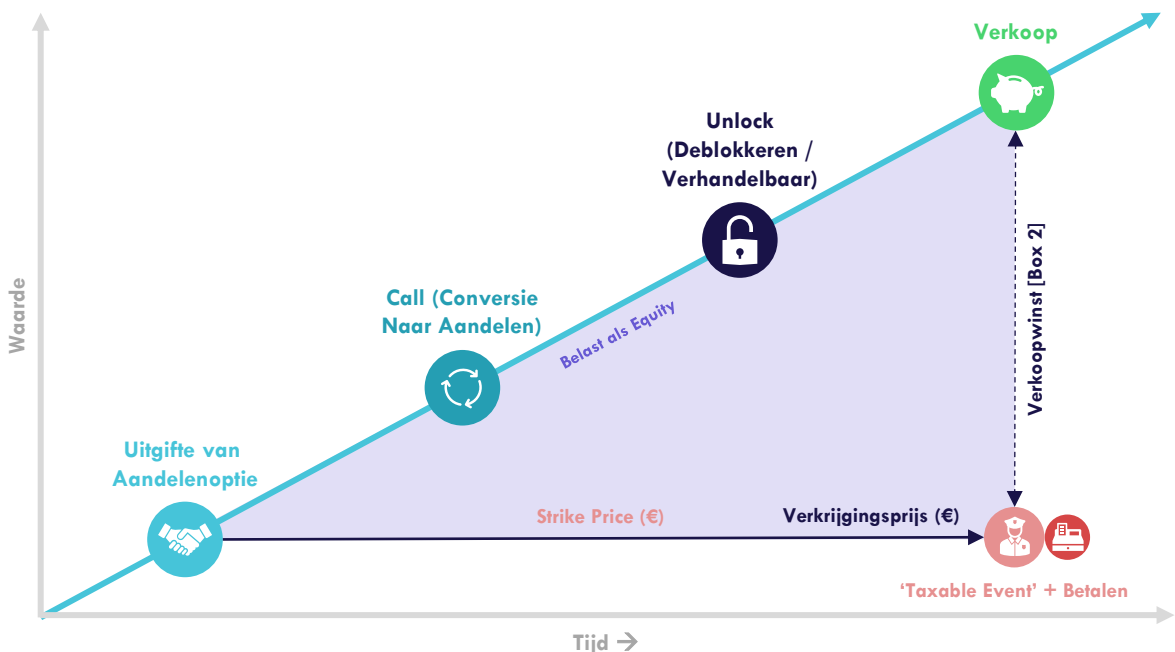 Verkoop
Unlock
(Deblokkeren /
Verhandelbaar)
Call (Conversie
Naar Aandelen)
Belast als Equity
Verkoopwinst [Box 2]
Waarde
Uitgifte van
Aandelenoptie
Strike Price (€)
Verkrijgingsprijs (€)
‘Taxable Event’ + Betalen
Tijd →